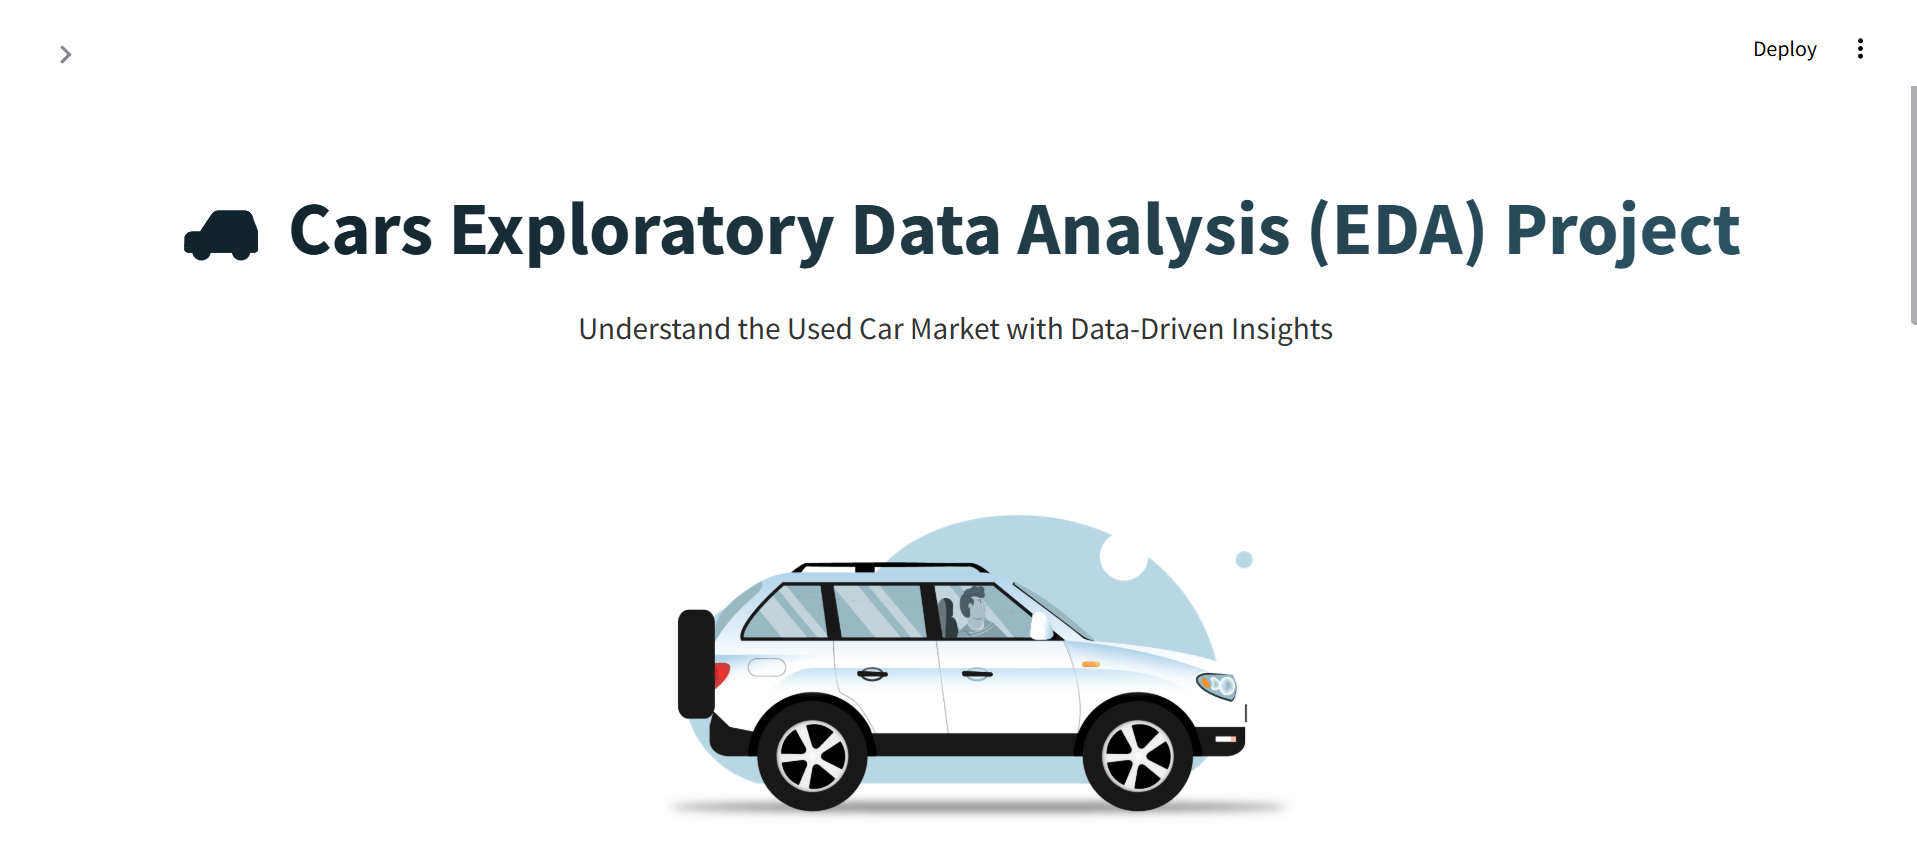 Deploy
Cars Exploratory Data Analysis (EDA) Project
Understand the Used Car Market with Data-Driven Insights